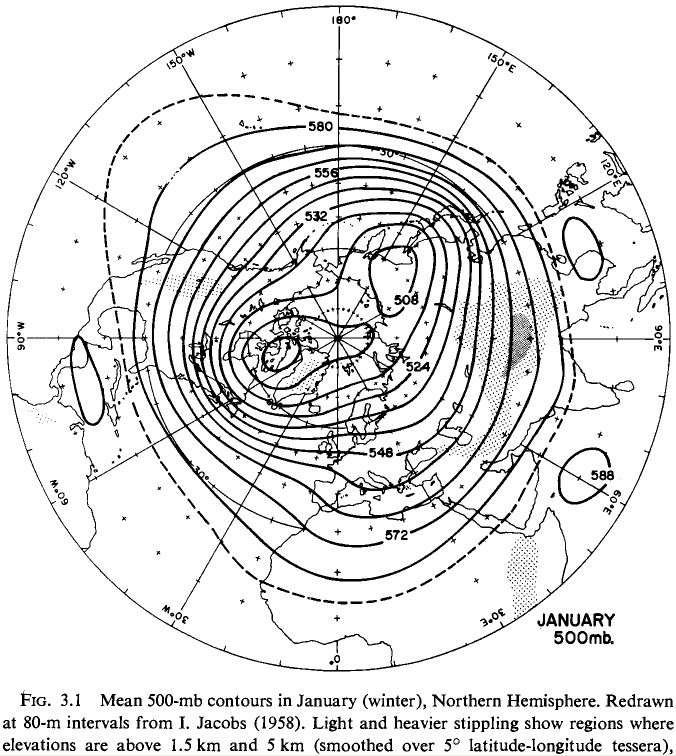 180°
150°W
150°E
580
30°
120°W
120°E
556
532
508
90°W
90°E
524
548
588
60°W
60°E
572
30°W
30°E
0°
JANUARY
500mb.
FIG. 3.1 Mean 500-mb contours in January (winter), Northern Hemisphere. Redrawn
at 80-m intervals from I. Jacobs (1958). Light and heavier stippling show regions where
elevations are above 1.5 km and 5 km (smoothed over 5° latitude-longitude tessera),